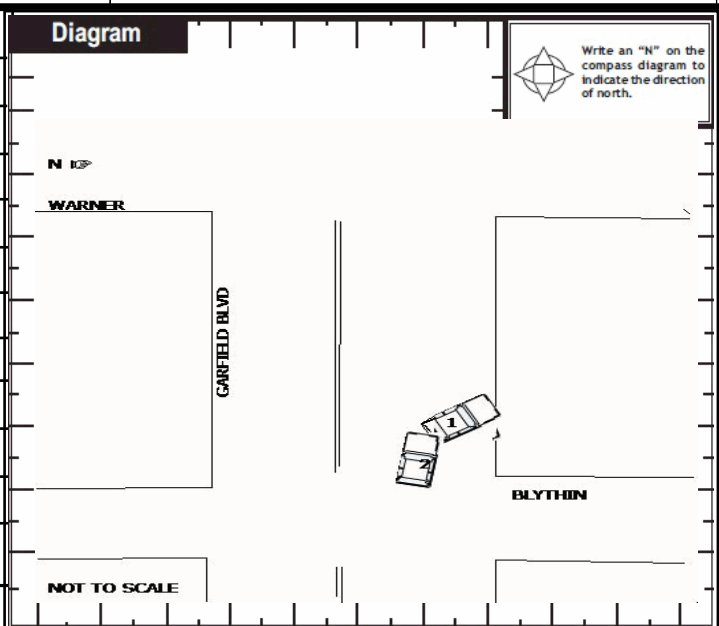 Diagram
Write an "N" on the
compass diagram to
indicate the direction
of north.
N ☞
WARNER
GARFIELD BLVD
1
2
BLYTHIN
NOT TO SCALE